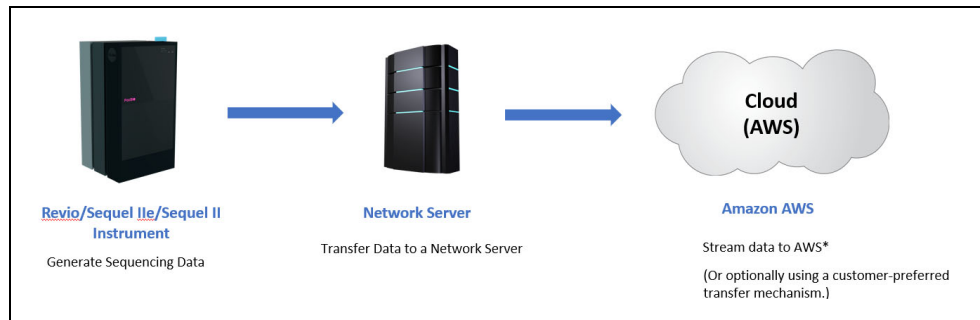 Cloud
(AWS)
Revio/Sequel IIe/Sequel II
Instrument
Generate Sequencing Data
Network Server
Transfer Data to a Network Server
Amazon AWS
Stream data to AWS*
(Or optionally using a customer-preferred
transfer mechanism.)